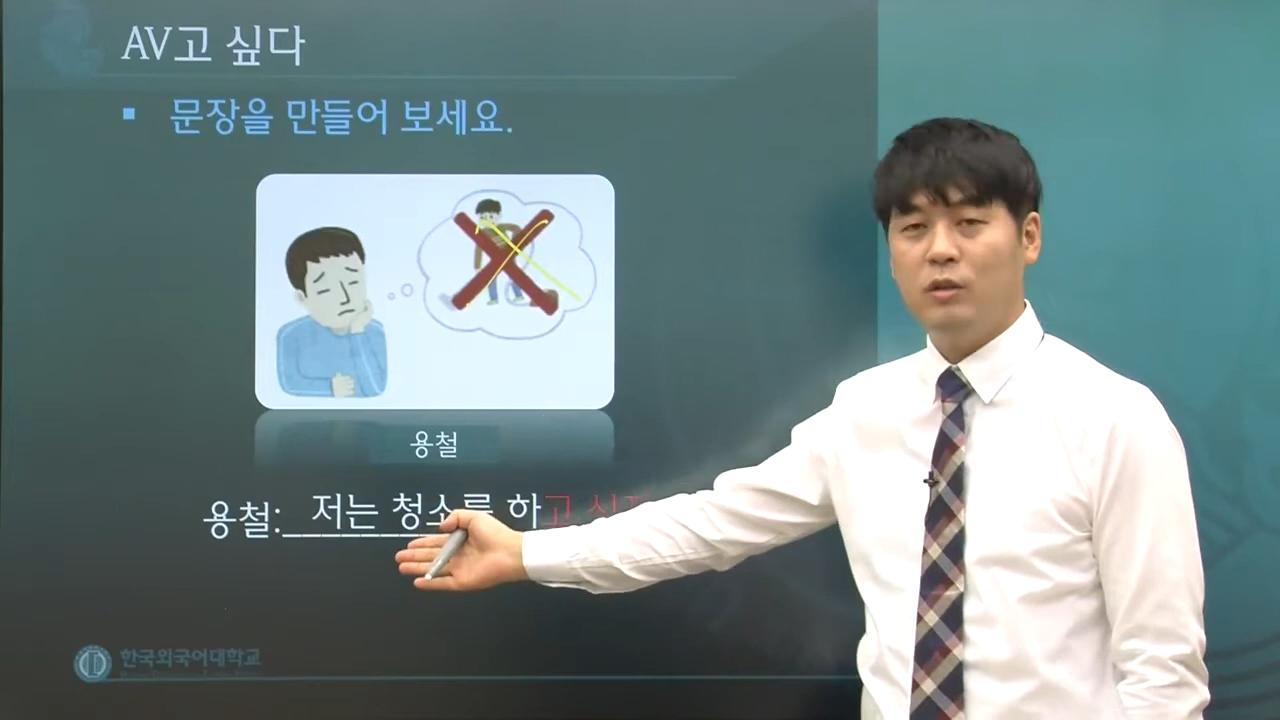 AV고 싶다
▪ 문장을 만들어 보세요.
용철
용철: 저는 청소를 하고
한국외국어대학교